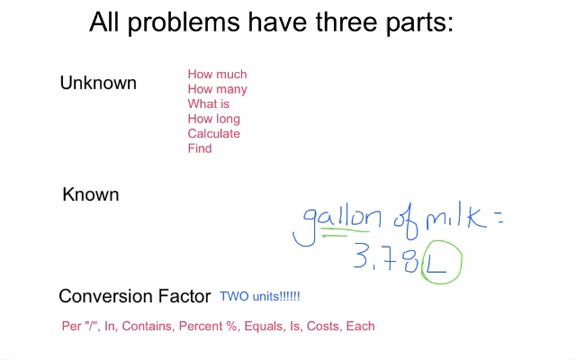 All problems have three parts:
Unknown
How much
How many
What is
How long
Calculate
Find
Known
gallon of milk =
3.78 L
Conversion Factor TWO units!!!!!!
Per "/", In, Contains, Percent %, Equals, Is, Costs, Each